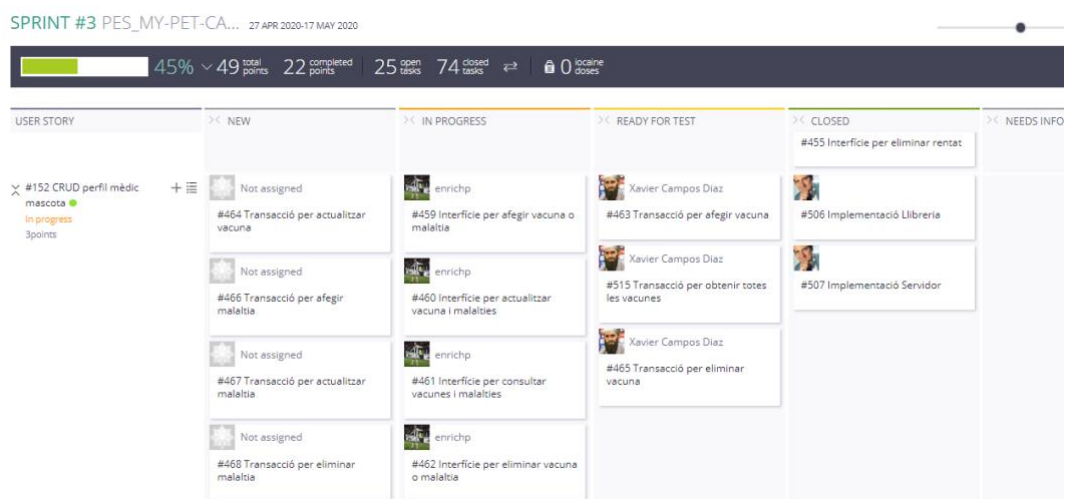 SPRINT #3 PES_MY-PET-CA... 27 APR 2020-17 MAY 2020
45% 49 total points 22 completed points 25 open tasks 74 closed tasks 0 iocaine doses
USER STORY
NEW
IN PROGRESS
READY FOR TEST
CLOSED
NEEDS INFO
#455 Interfície per eliminar rentat
#152 CRUD perfil mèdic
mascota
In progress
3points
Not assigned
#464 Transacció per actualitzar
vacuna
Not assigned
#466 Transacció per afegir
malaltia
Not assigned
#467 Transacció per actualitzar
malaltia
Not assigned
#468 Transacció per eliminar
malaltia
enrichp
#459 Interfície per afegir vacuna o
malaltia
enrichp
#460 Interfície per actualitzar
vacuna i malalties
enrichp
#461 Interfície per consultar
vacunes i malalties
enrichp
#462 Interfície per eliminar vacuna
o malaltia
Xavier Campos Diaz
#463 Transacció per afegir vacuna
Xavier Campos Diaz
#515 Transacció per obtenir totes
les vacunes
Xavier Campos Diaz
#465 Transacció per eliminar
vacuna
#506 Implementació Llibreria
#507 Implementació Servidor